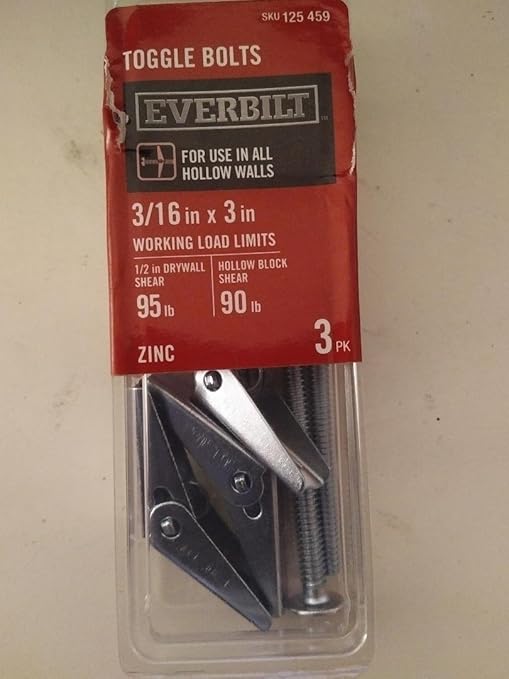 SKU 125 459
TOGGLE BOLTS
EVERBILT
FOR USE IN ALL
HOLLOW WALLS
3/16 in x 3 in
WORKING LOAD LIMITS
1/2 in DRYWALL
SHEAR
95 lb
HOLLOW BLOCK
SHEAR
90 lb
ZINC
3 PK